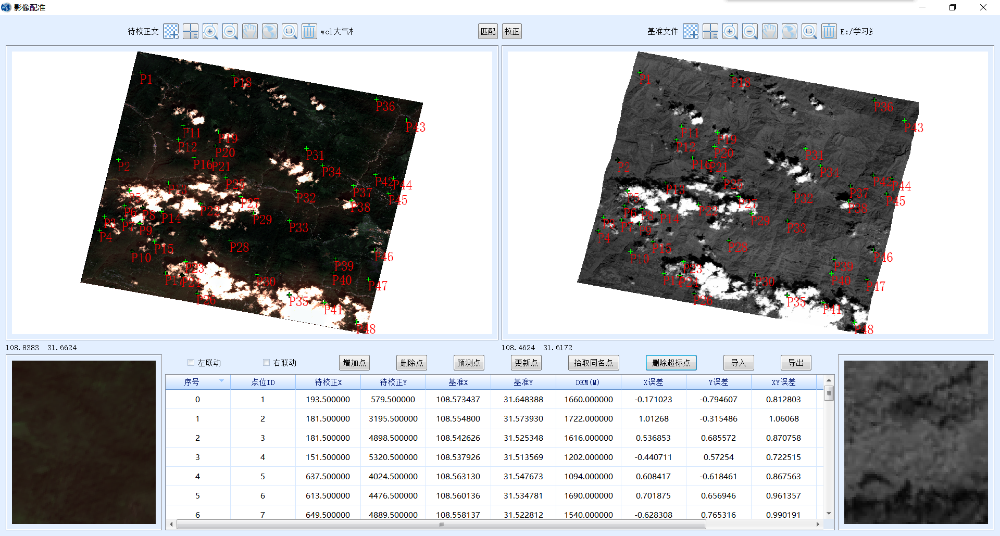 影像配准
待校正文
wcl大气木
匹配
校正
基准文件
E:/学习资
P1
P18
P36
P43
P11
P19
P12
P20
P31
P2
P16
P21
P34
P13
P25
P42
P44
P5
P32
P37
P45
P27
P38
P6
P8
P22
P14
P29
P3
P7
P9
P33
P4
P15
P28
P10
P46
P23
P39
P17
P24
P30
P40
P47
P26
P35
P41
P48
P1
P18
P36
P43
P11
P19
P12
P20
P31
P2
P16
P21
P34
P13
P25
P42
P44
P5
P32
P37
P45
P27
P38
P6
P8
P22
P14
P29
P3
P7
P9
P33
P4
P15
P28
P10
P46
P23
P39
P17
P24
P30
P40
P47
P26
P35
P41
P48
108.8383 31.6624
108.4624 31.6172
左联动
右联动
增加点
删除点
预测点
更新点
拾取同名点
删除超标点
导入
导出
序号 点位ID 待校正X 待校正Y 基准X 基准Y DEM(M) X误差 Y误差 XY误差
0 1 193.500000 579.500000 108.573437 31.648388 1660.000000 -0.171023 -0.794607 0.812803
1 2 181.500000 3195.500000 108.554800 31.573930 1722.000000 1.01268 -0.315486 1.06068
2 3 181.500000 4898.500000 108.542626 31.525348 1616.000000 0.536853 0.685572 0.870758
3 4 151.500000 5320.500000 108.537926 31.513569 1202.000000 -0.440711 0.57254 0.722515
4 5 637.500000 4024.500000 108.563130 31.547673 1094.000000 0.608417 -0.618461 0.867563
5 6 613.500000 4476.500000 108.560136 31.534781 1690.000000 0.701875 0.656946 0.961357
6 7 649.500000 4889.500000 108.558137 31.522812 1540.000000 -0.628308 0.765316 0.990191